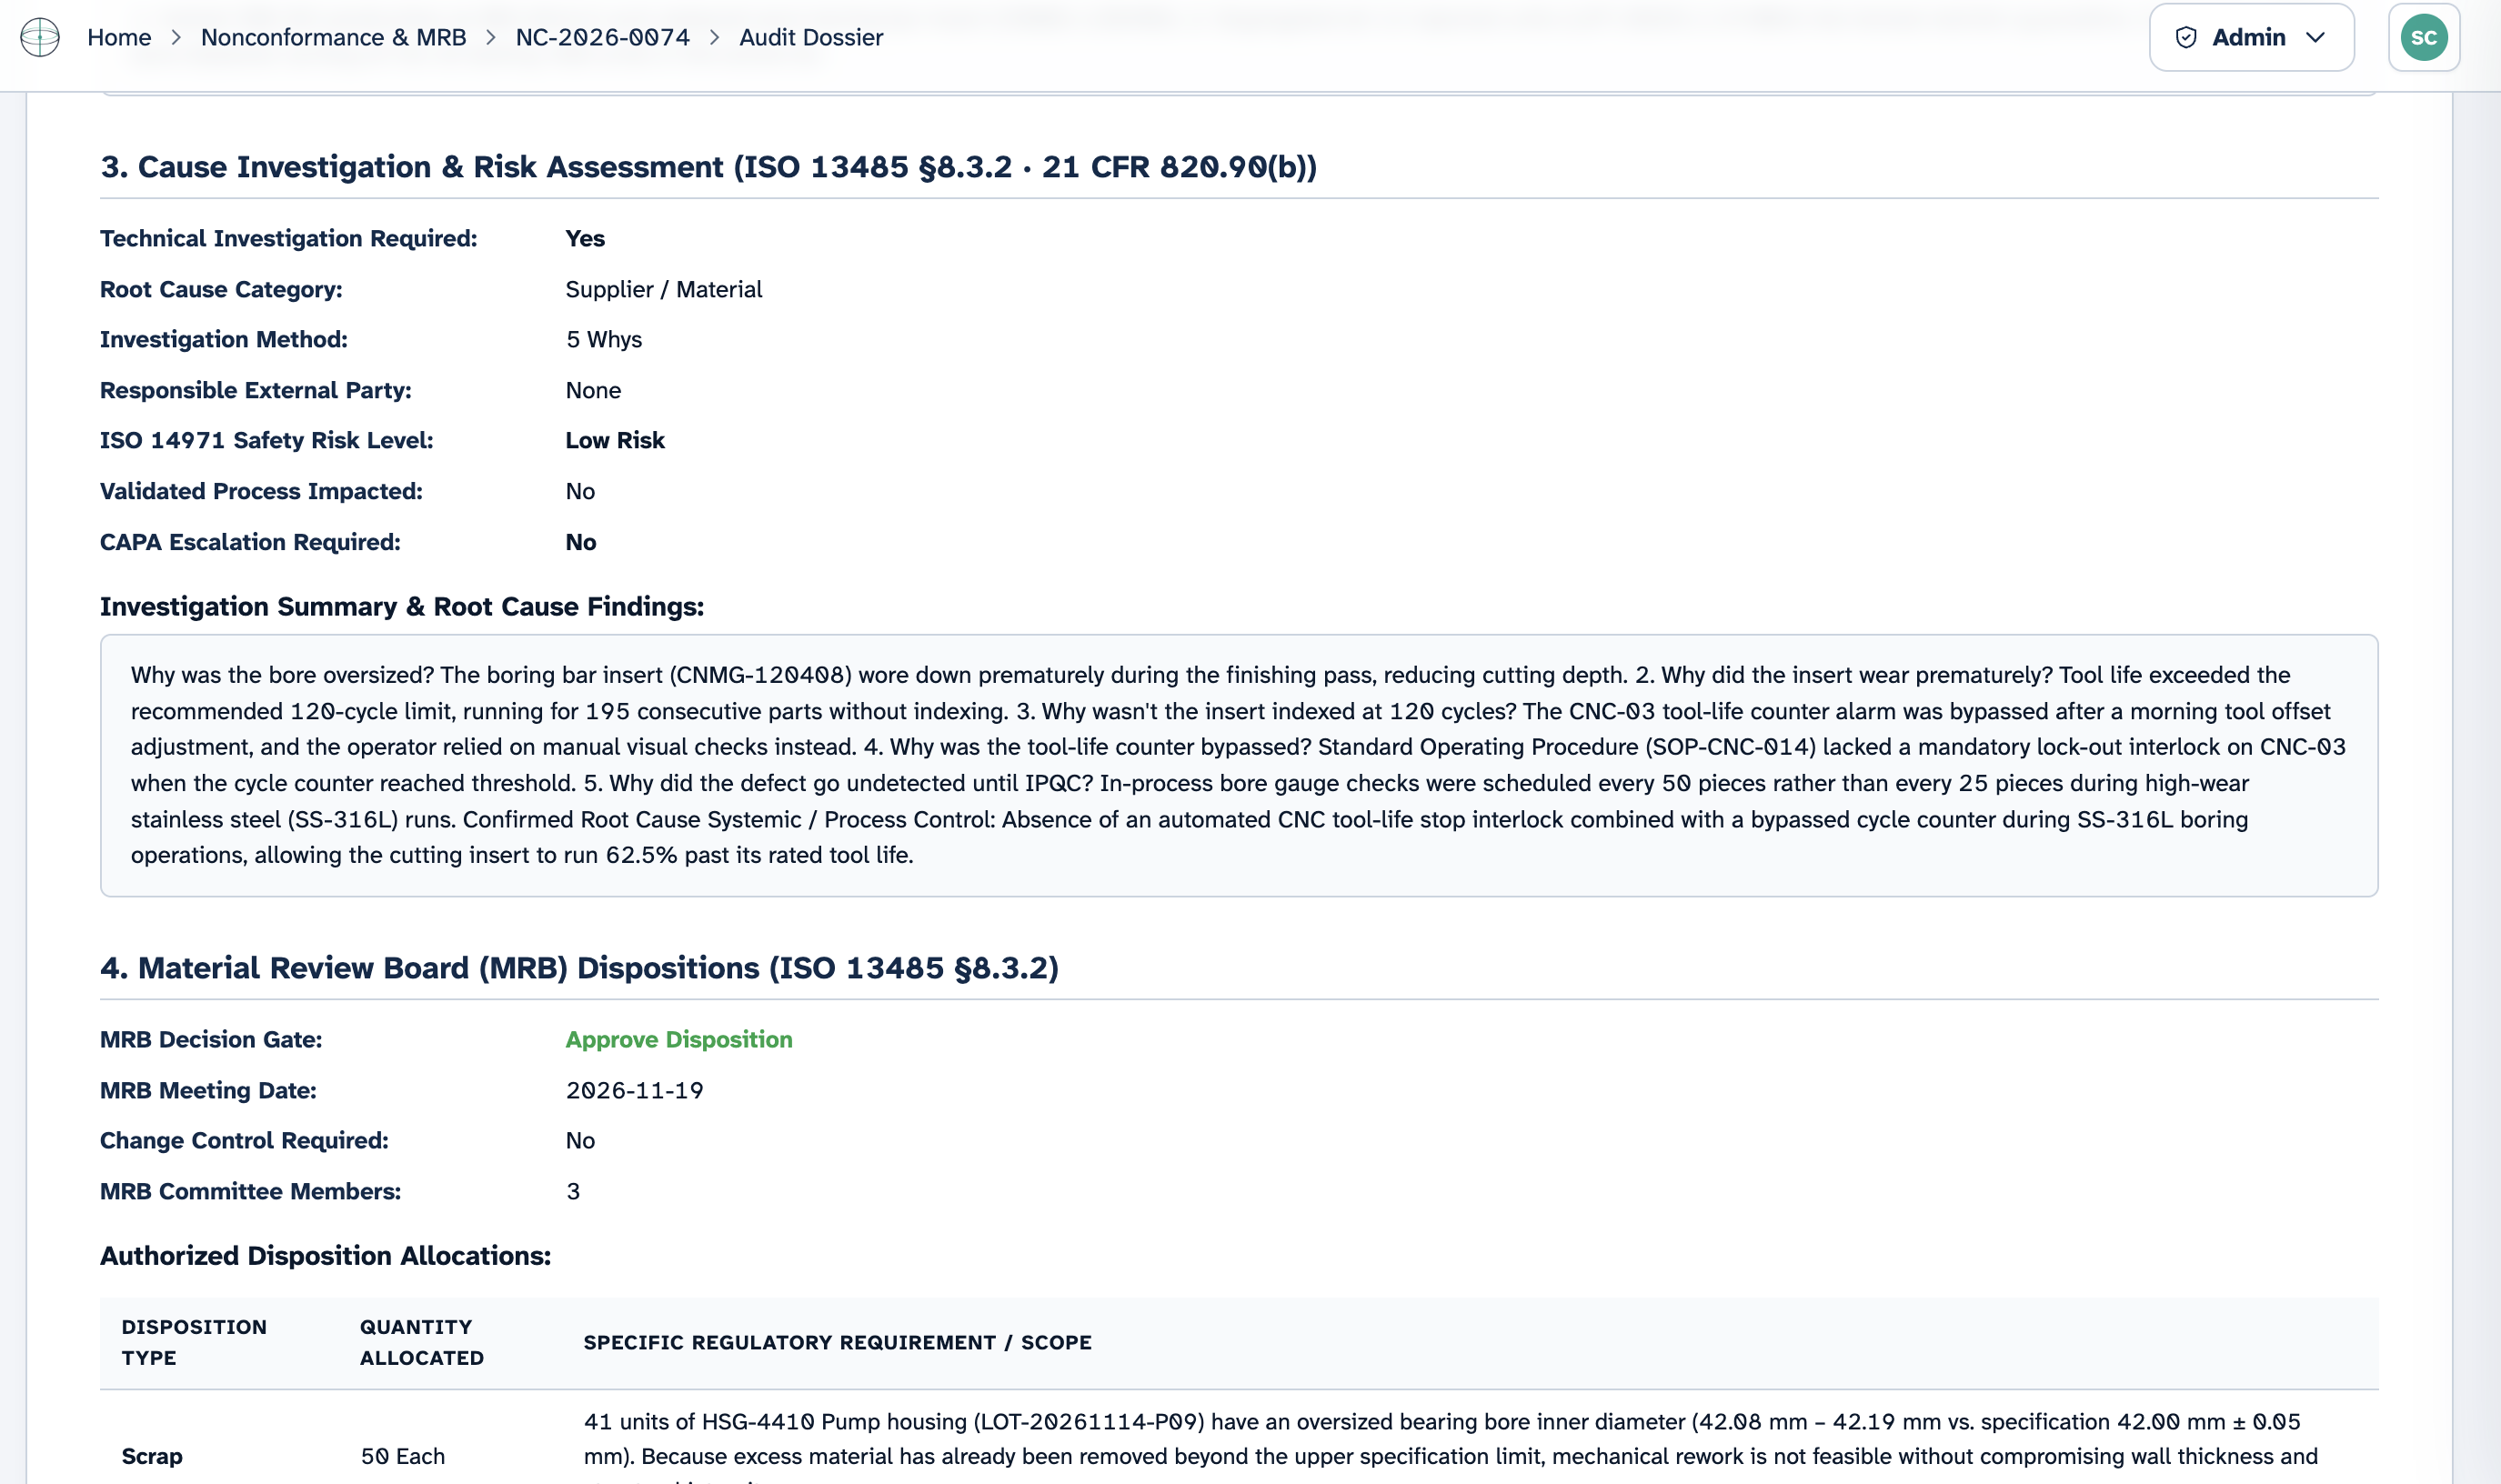 Home > Nonconformance & MRB > NC-2026-0074 > Audit Dossier
Admin
SC
3. Cause Investigation & Risk Assessment (ISO 13485 §8.3.2 · 21 CFR 820.90(b))
Technical Investigation Required: Yes
Root Cause Category: Supplier / Material
Investigation Method: 5 Whys
Responsible External Party: None
ISO 14971 Safety Risk Level: Low Risk
Validated Process Impacted: No
CAPA Escalation Required: No
Investigation Summary & Root Cause Findings:
Why was the bore oversized? The boring bar insert (CNMG-120408) wore down prematurely during the finishing pass, reducing cutting depth. 2. Why did the insert wear prematurely? Tool life exceeded the
recommended 120-cycle limit, running for 195 consecutive parts without indexing. 3. Why wasn't the insert indexed at 120 cycles? The CNC-03 tool-life counter alarm was bypassed after a morning tool offset
adjustment, and the operator relied on manual visual checks instead. 4. Why was the tool-life counter bypassed? Standard Operating Procedure (SOP-CNC-014) lacked a mandatory lock-out interlock on CNC-03
when the cycle counter reached threshold. 5. Why did the defect go undetected until IPQC? In-process bore gauge checks were scheduled every 50 pieces rather than every 25 pieces during high-wear
stainless steel (SS-316L) runs. Confirmed Root Cause Systemic / Process Control: Absence of an automated CNC tool-life stop interlock combined with a bypassed cycle counter during SS-316L boring
operations, allowing the cutting insert to run 62.5% past its rated tool life.
4. Material Review Board (MRB) Dispositions (ISO 13485 §8.3.2)
MRB Decision Gate: Approve Disposition
MRB Meeting Date: 2026-11-19
Change Control Required: No
MRB Committee Members: 3
Authorized Disposition Allocations:
DISPOSITION TYPE
QUANTITY ALLOCATED
SPECIFIC REGULATORY REQUIREMENT / SCOPE
Scrap
50 Each
41 units of HSG-4410 Pump housing (LOT-20261114-P09) have an oversized bearing bore inner diameter (42.08 mm – 42.19 mm vs. specification 42.00 mm ± 0.05
mm). Because excess material has already been removed beyond the upper specification limit, mechanical rework is not feasible without compromising wall thickness and